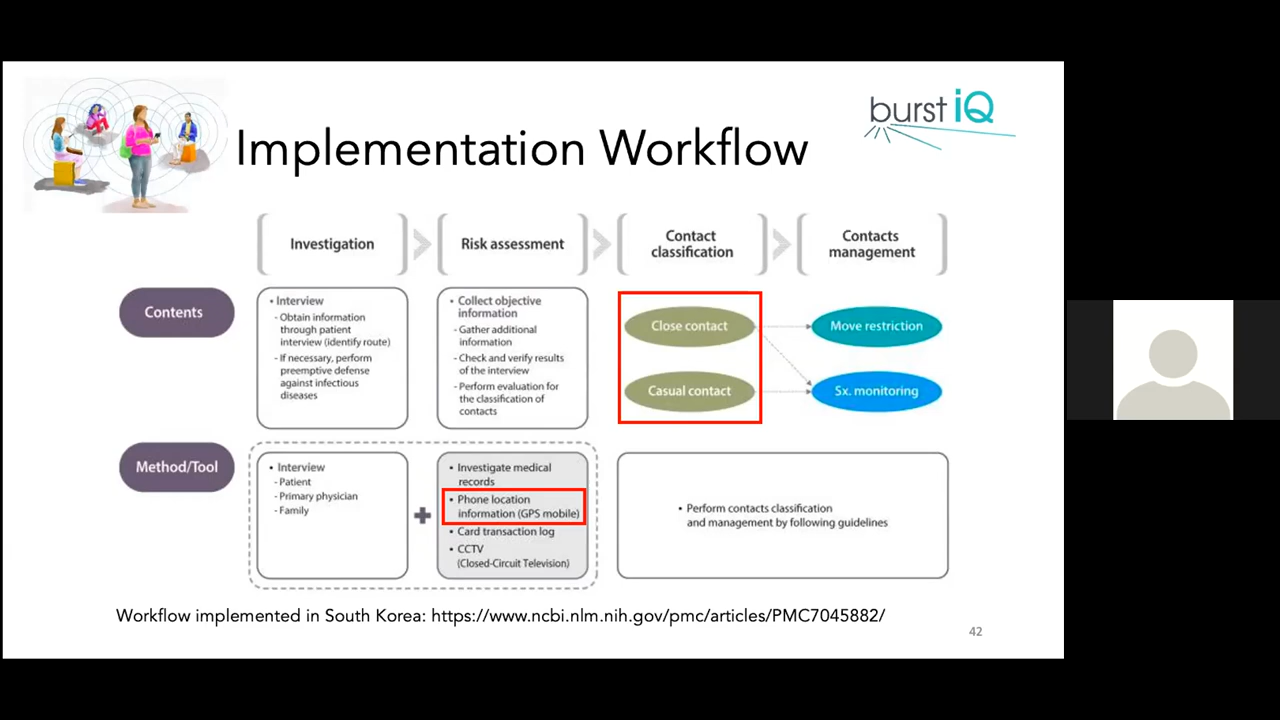 burst iQ
Implementation Workflow
Investigation
Risk assessment
Contact
classification
Contacts
management
Contents
• Interview
- Obtain information
through patient
interview (identify route)
- If necessary, perform
preemptive defense
against infectious
diseases
• Collect objective
information
- Gather additional
information
- Check and verify results
of the interview
- Perform evaluation for
the classification of
contacts
Close contact
Casual contact
Move restriction
Sx. monitoring
Method/Tool
• Interview
- Patient
- Primary physician
- Family
+
• Investigate medical
records
• Phone location
information (GPS mobile)
• Card transaction log
• CCTV
(Closed-Circuit Television)
• Perform contacts classification
and management by following guidelines
Workflow implemented in South Korea: https://www.ncbi.nlm.nih.gov/pmc/articles/PMC7045882/
42